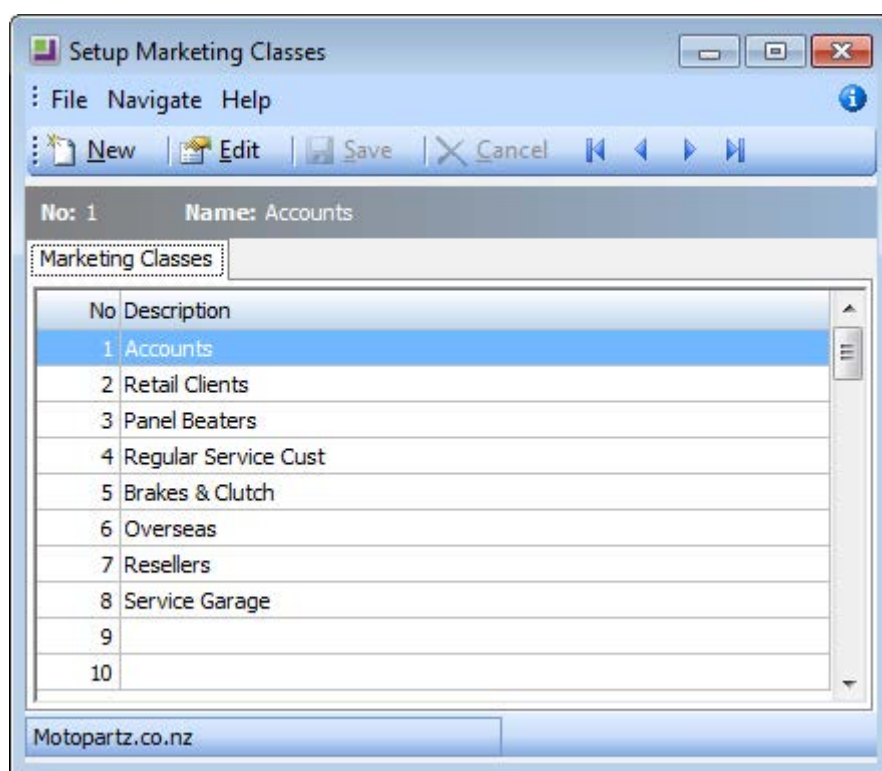 Setup Marketing Classes
File Navigate Help
New Edit Save Cancel
No: 1 Name: Accounts
Marketing Classes
No Description
1 Accounts
2 Retail Clients
3 Panel Beaters
4 Regular Service Cust
5 Brakes & Clutch
6 Overseas
7 Resellers
8 Service Garage
9
10
Motopartz.co.nz